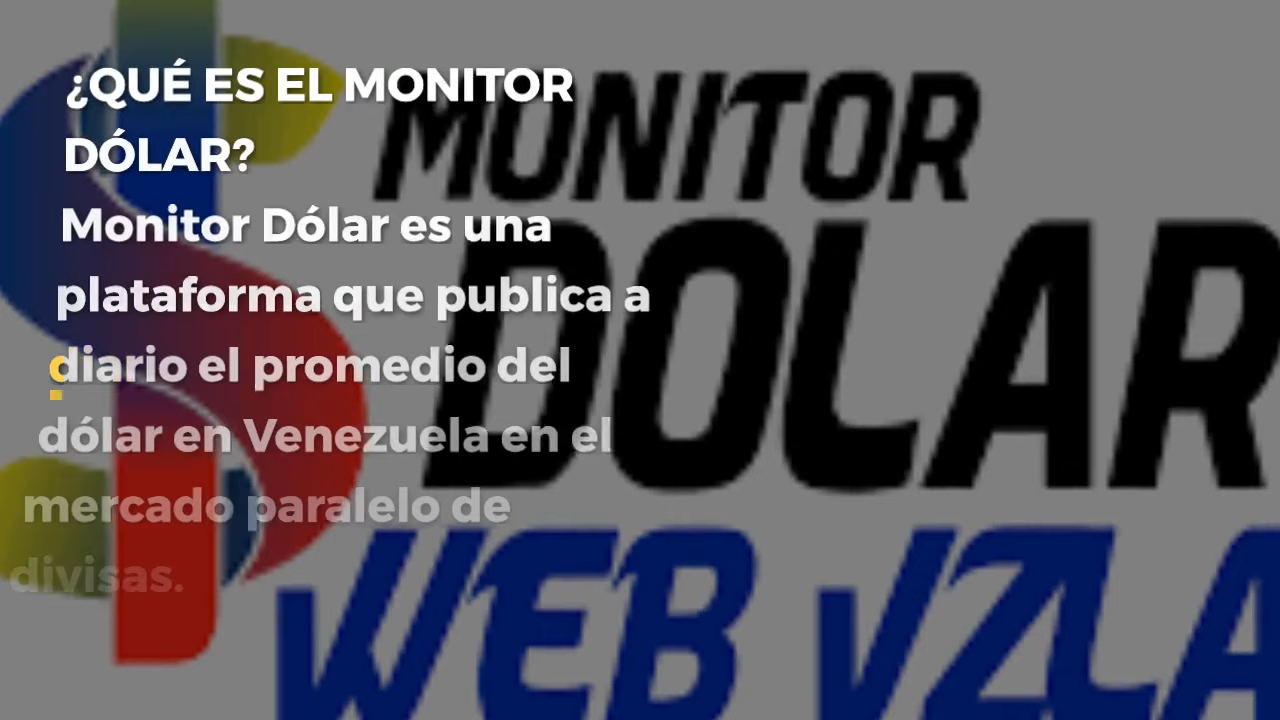 ¿QUÉ ES EL MONITOR
DÓLAR?
Monitor Dólar es una
plataforma que publica a
diario el promedio del
dólar en Venezuela en el
mercado paralelo de
divisas.
MONITOR
DOLAR
WEB VZLA